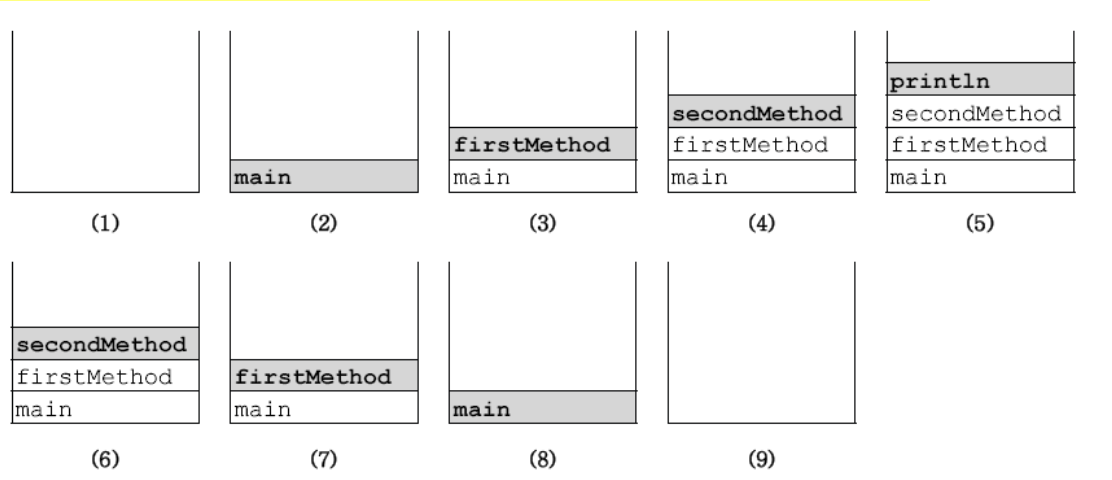 println
secondMethod secondMethod
firstMethod firstMethod firstMethod
main main main main
(1) (2) (3) (4) (5)
secondMethod
firstMethod firstMethod
main main main
(6) (7) (8) (9)